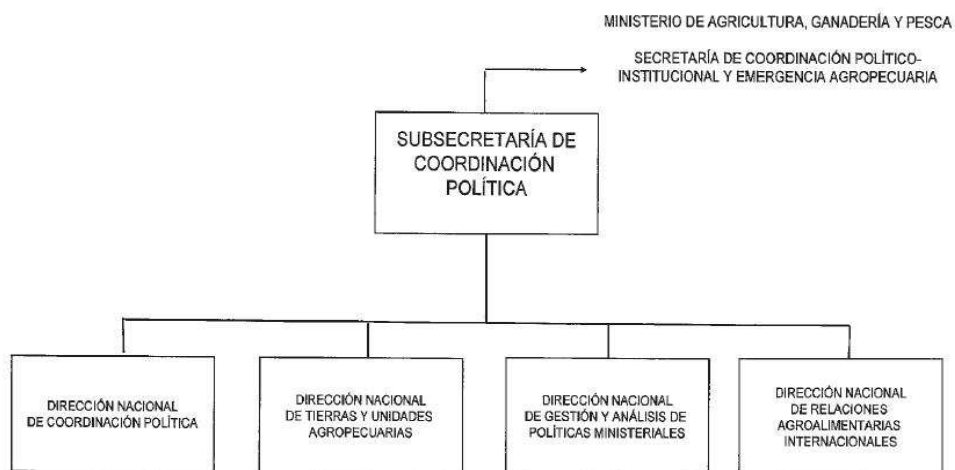 MINISTERIO DE AGRICULTURA, GANADERÍA Y PESCA
SECRETARÍA DE COORDINACIÓN POLÍTICO-
INSTITUCIONAL Y EMERGENCIA AGROPECUARIA
SUBSECRETARÍA DE
COORDINACIÓN
POLÍTICA
DIRECCIÓN NACIONAL
DE COORDINACIÓN POLÍTICA
DIRECCIÓN NACIONAL
DE TIERRAS Y UNIDADES
AGROPECUARIAS
DIRECCIÓN NACIONAL
DE GESTIÓN Y ANÁLISIS DE
POLÍTICAS MINISTERIALES
DIRECCIÓN NACIONAL
DE RELACIONES
AGROALIMENTARIAS
INTERNACIONALES